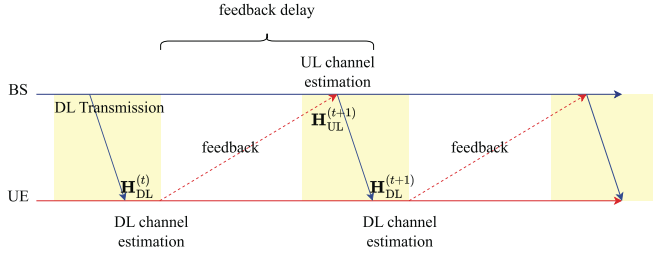 feedback delay
UL channel
estimation
BS
DL Transmission
H_UL^(t+1)
feedback
feedback
H_DL^(t)
H_DL^(t+1)
UE
DL channel
estimation
DL channel
estimation